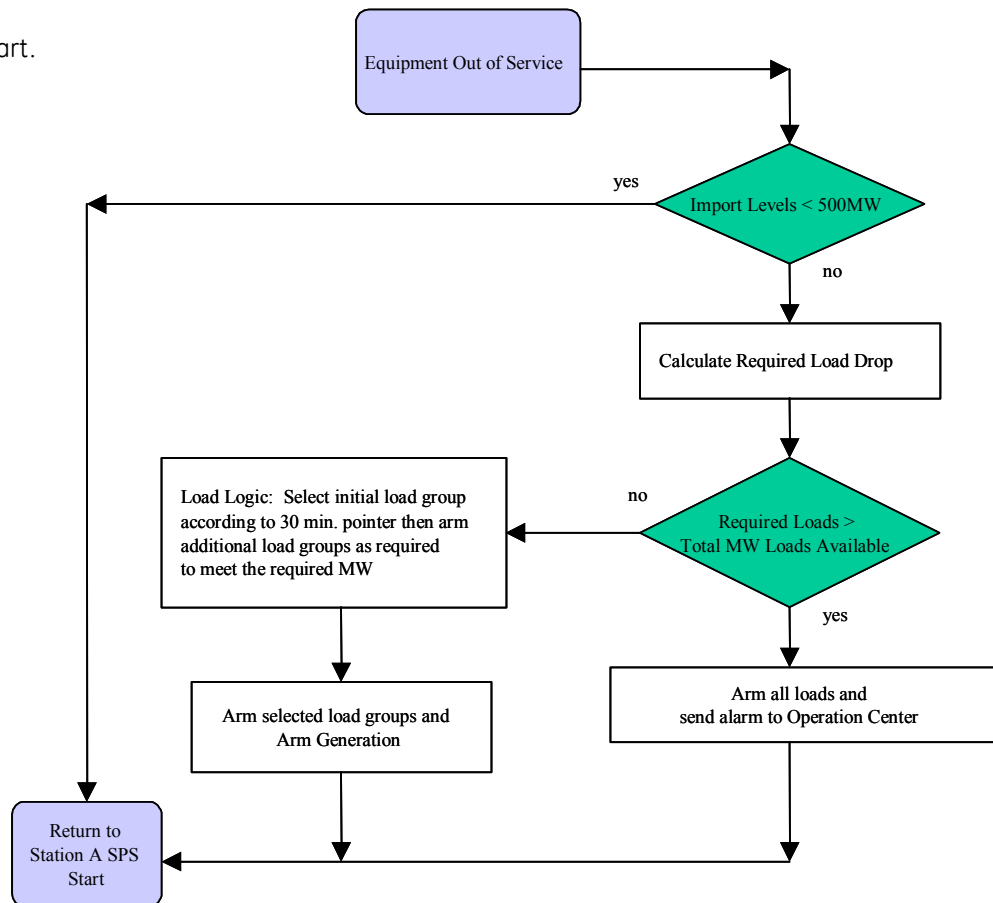 art.
Equipment Out of Service
yes
Import Levels < 500MW
no
Calculate Required Load Drop
Load Logic: Select initial load group
according to 30 min. pointer then arm
additional load groups as required
to meet the required MW
no
Required Loads >
Total MW Loads Available
yes
Arm selected load groups and
Arm Generation
Arm all loads and
send alarm to Operation Center
Return to
Station A SPS
Start